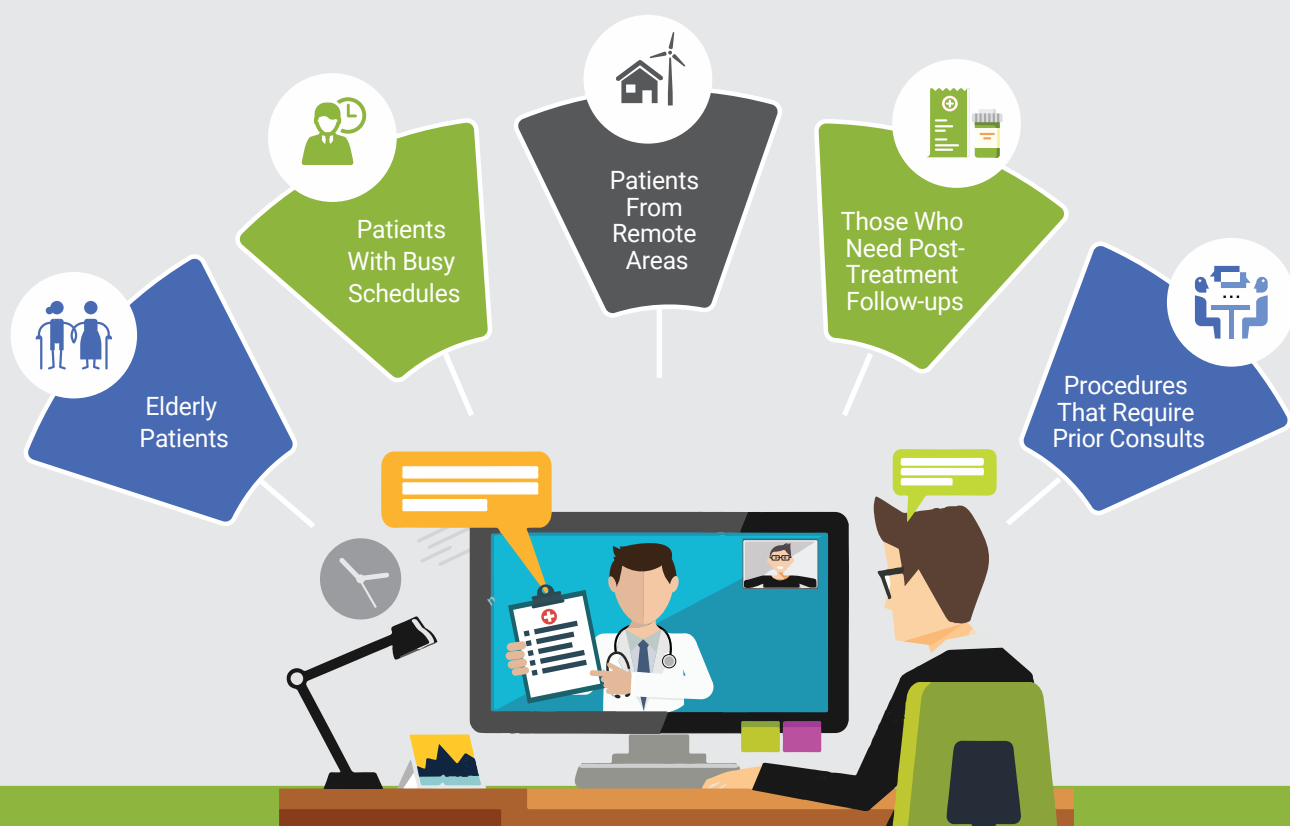 Elderly
Patients
Patients
With Busy
Schedules
Patients
From
Remote
Areas
Those Who
Need Post-
Treatment
Follow-ups
Procedures
That Require
Prior Consults